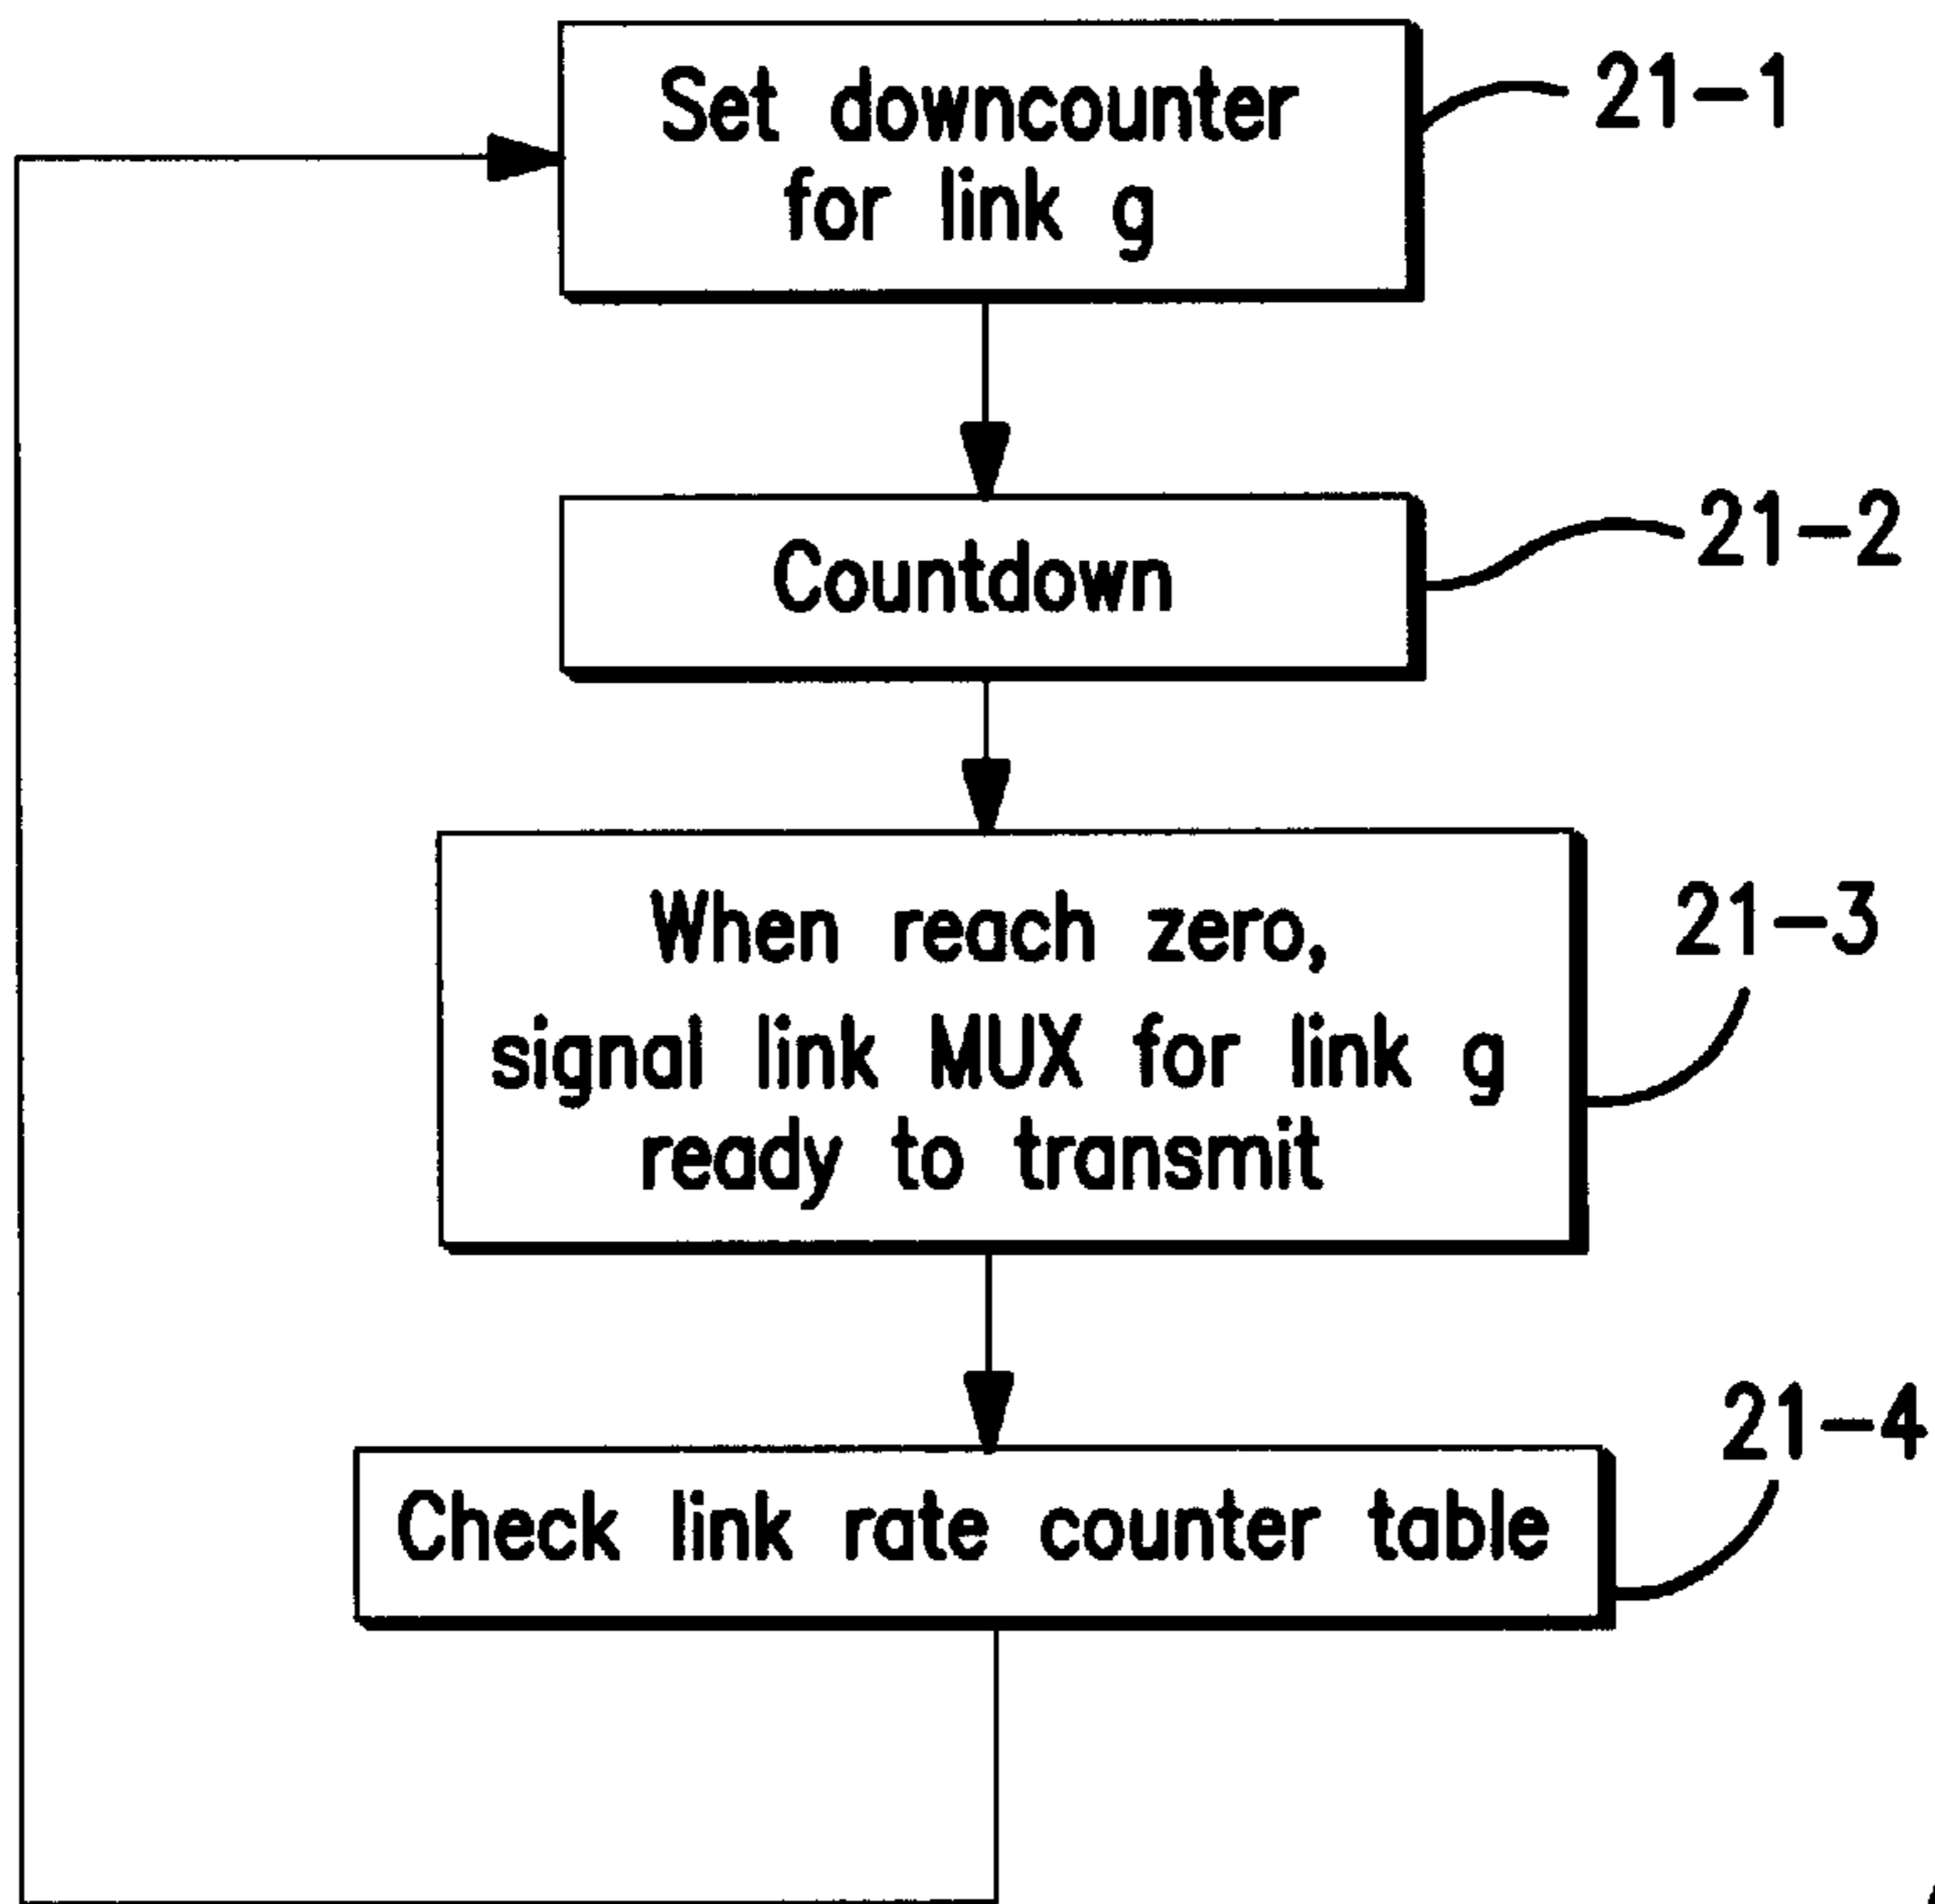 Set downcounter
for link g
21-1
Countdown
21-2
When reach zero,
signal link MUX for link g
ready to transmit
21-3
Check link rate counter table
21-4